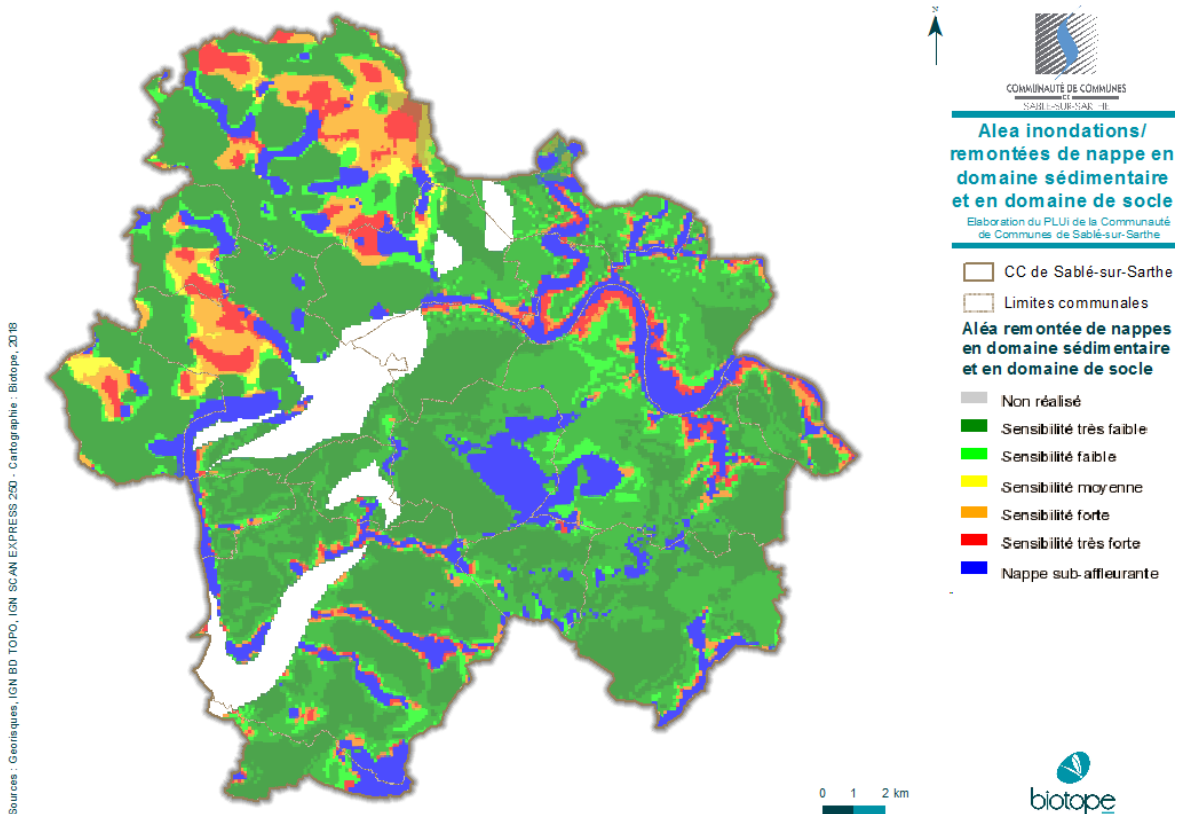 N
COMMUNAUTÉ DE COMMUNES
DE
SABLÉ-SUR-SARTHE
Alea inondations/
remontées de nappe en
domaine sédimentaire
et en domaine de socle
Elaboration du PLUi de la Communauté
de Communes de Sablé-sur-Sarthe
CC de Sablé-sur-Sarthe
Limites communales
Aléa remontée de nappes
en domaine sédimentaire
et en domaine de socle
Non réalisé
Sensibilité très faible
Sensibilité faible
Sensibilité moyenne
Sensibilité forte
Sensibilité très forte
Nappe sub-affleurante
Sources : Georisques, IGN BD TOPO, IGN SCAN EXPRESS 250 - Cartographie : Biotope, 2018
0 1 2 km
biotope